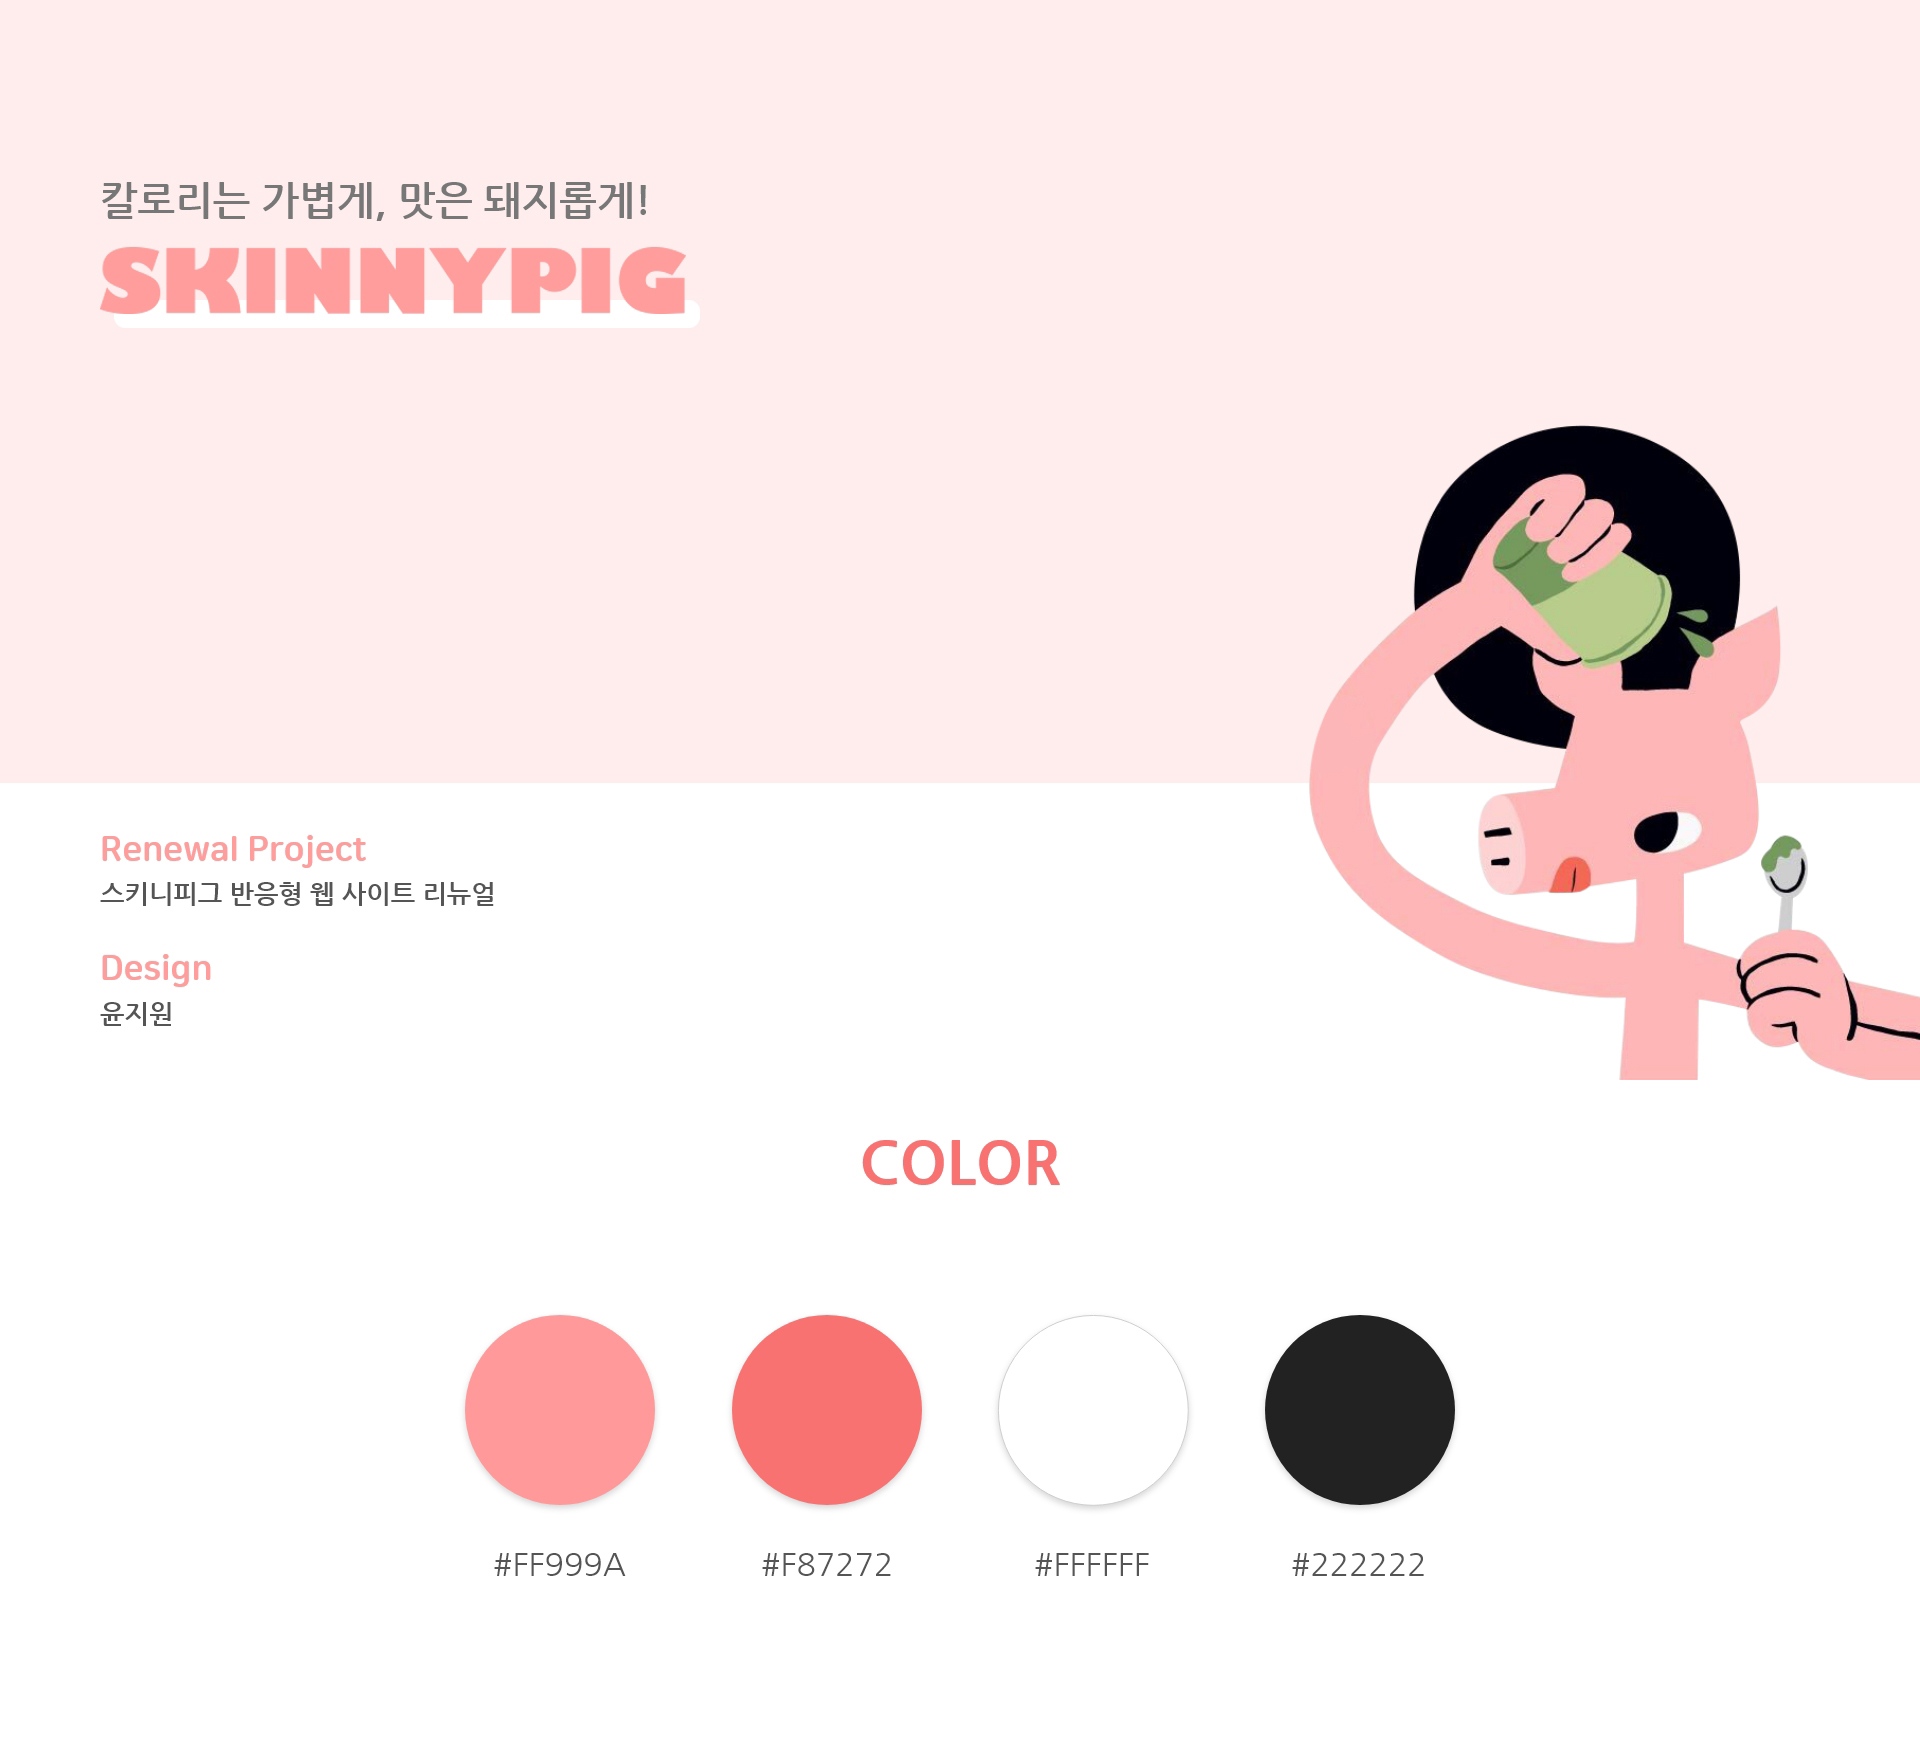 칼로리는 가볍게, 맛은 돼지롭게!
SKINNYPIG
Renewal Project
스키니피그 반응형 웹 사이트 리뉴얼
Design
윤지원
COLOR
#FF999A #F87272 #FFFFFF #222222